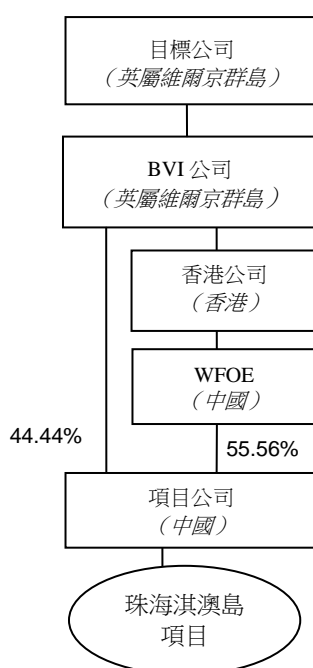 目標公司
（英屬維爾京群島）
BVI 公司
（英屬維爾京群島）
香港公司
（香港）
WFOE
（中國）
44.44%
55.56%
項目公司
（中國）
珠海淇澳島
項目